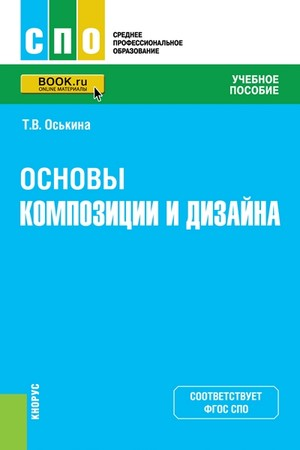 СПО
СРЕДНЕЕ
ПРОФЕССИОНАЛЬНОЕ
ОБРАЗОВАНИЕ
BOOK.ru
ONLINE МАТЕРИАЛЫ
УЧЕБНОЕ
ПОСОБИЕ
Т.В. Оськина
ОСНОВЫ
КОМПОЗИЦИИ И ДИЗАЙНА
СООТВЕТСТВУЕТ
ФГОС СПО
КНОРУС